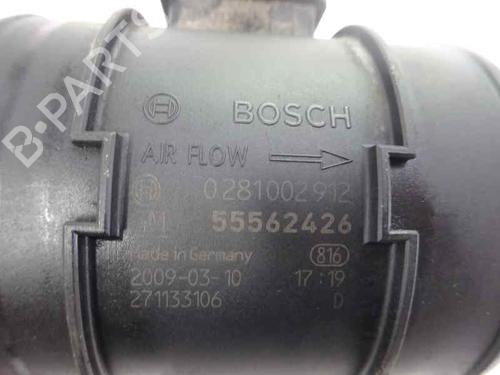 BOSCH
AIR FLOW
0281002912
M 55562426
made in Germany 816
2009-03-10 17:19
271133106 D
B-PARTS